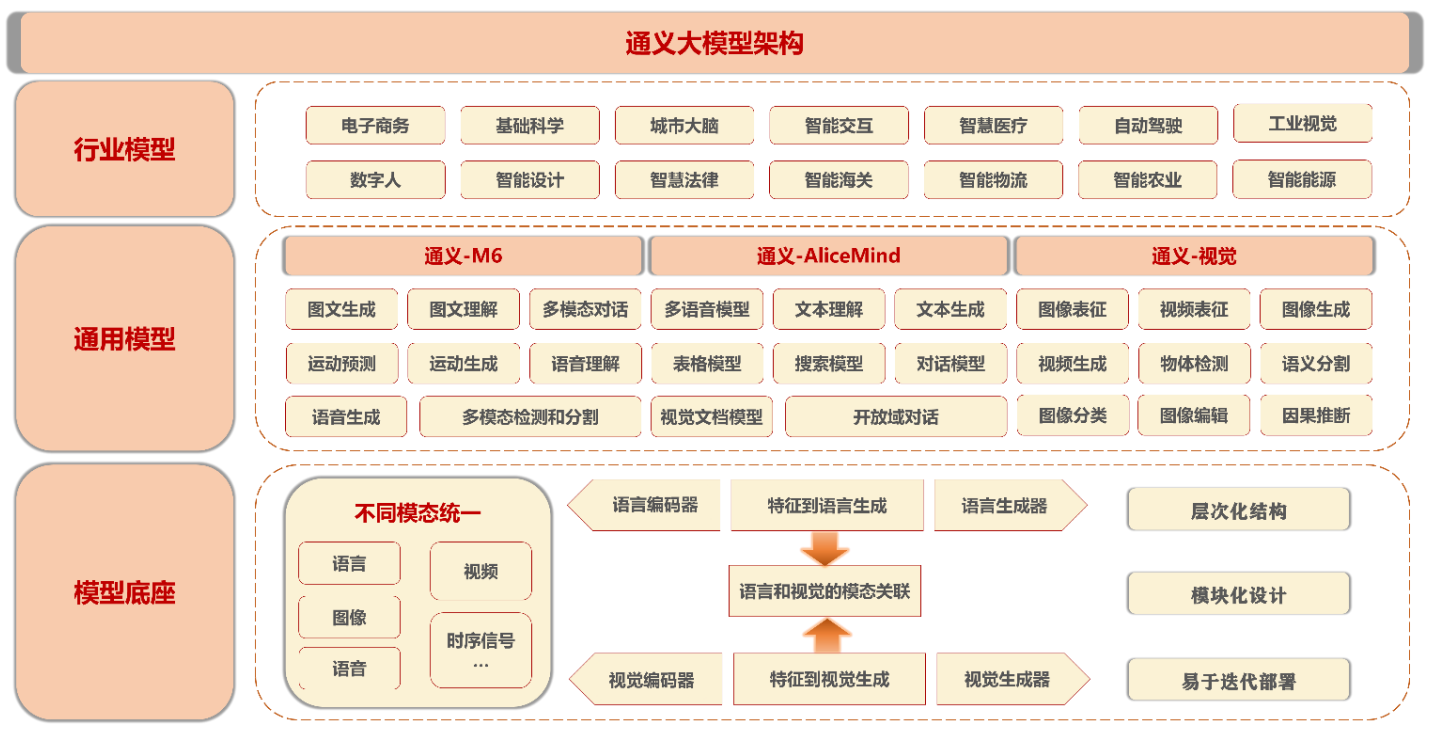 通义大模型架构
行业模型
电子商务
基础科学
城市大脑
智能交互
智慧医疗
自动驾驶
工业视觉
数字人
智能设计
智慧法律
智能海关
智能物流
智能农业
智能能源
通用模型
通义-M6
通义-AliceMind
通义-视觉
图文生成
图文理解
多模态对话
多语音模型
文本理解
文本生成
图像表征
视频表征
图像生成
运动预测
运动生成
语音理解
表格模型
搜索模型
对话模型
视频生成
物体检测
语义分割
语音生成
多模态检测和分割
视觉文档模型
开放域对话
图像分类
图像编辑
因果推断
模型底座
不同模态统一
语言
视频
图像
时序信号
...
语音
语言编码器
特征到语言生成
语言生成器
语言和视觉的模态关联
视觉编码器
特征到视觉生成
视觉生成器
层次化结构
模块化设计
易于迭代部署